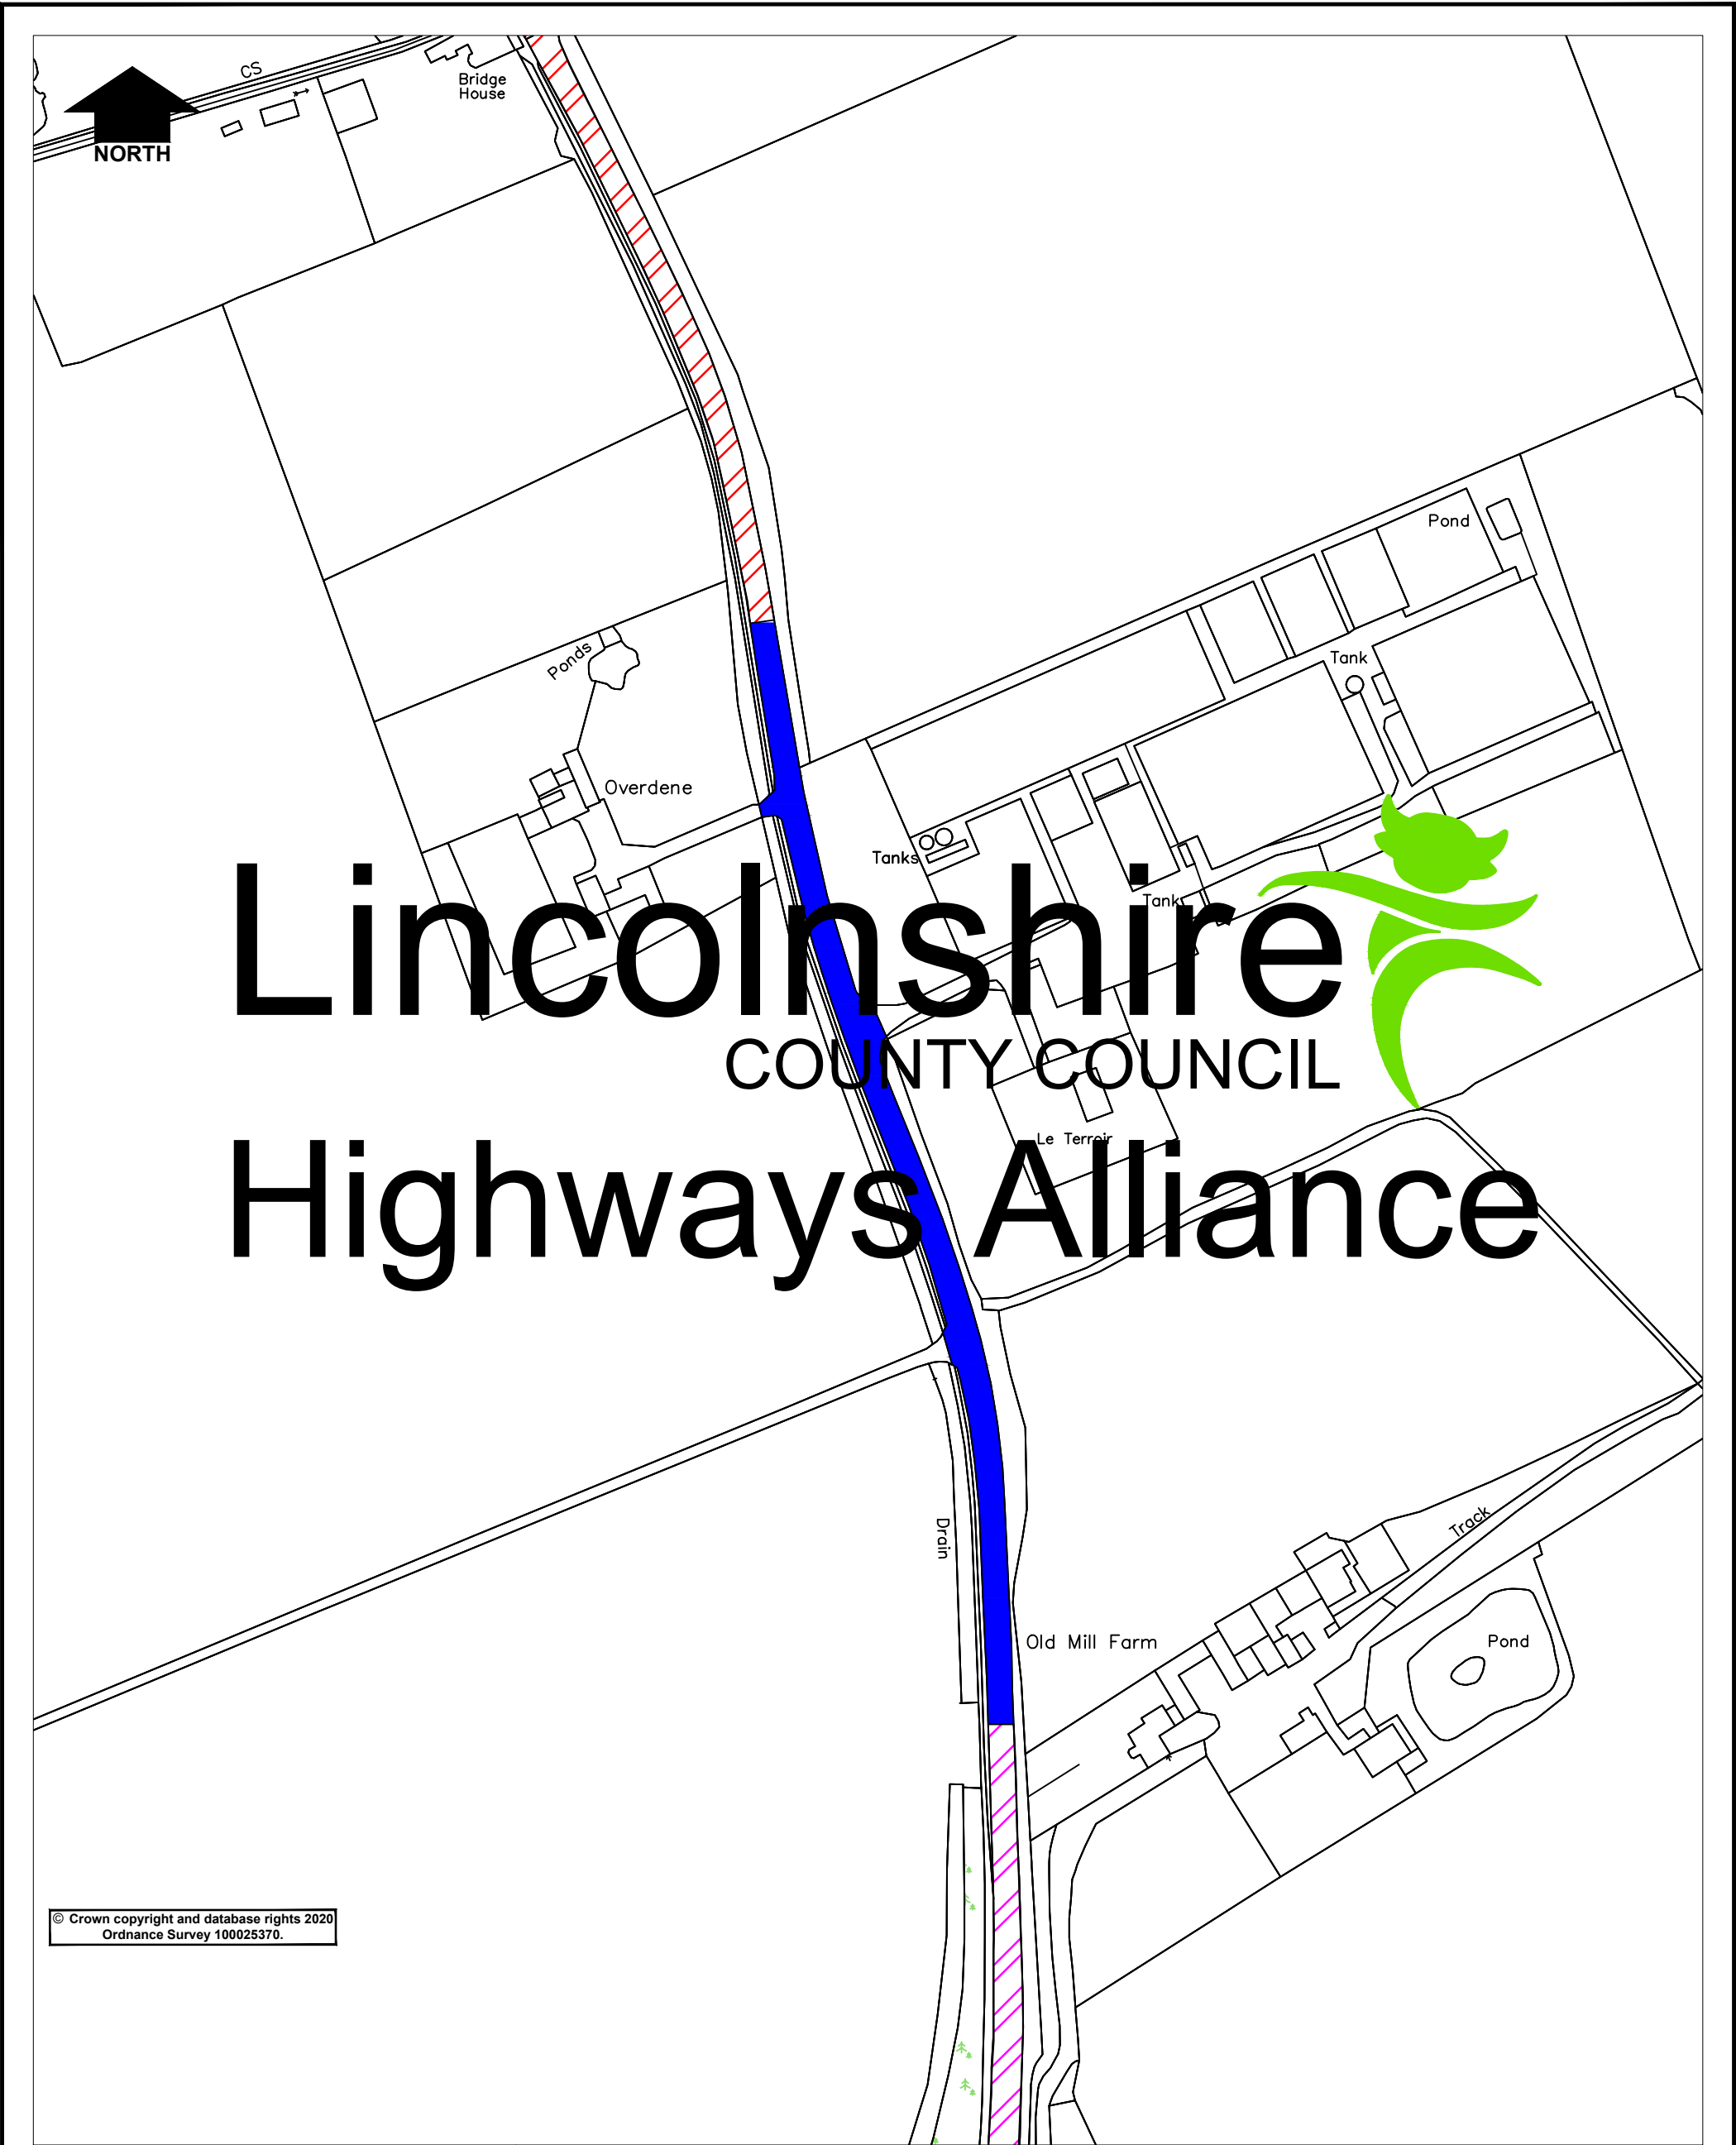 CS
Bridge
House
NORTH
Pond
Ponds
Tank
Overdene
Tanks
Tank
Lincolnshire
COUNTY COUNCIL
Le Terroir
Highways Alliance
Drain
Track
Old Mill Farm
Pond
© Crown copyright and database rights 2020
Ordnance Survey 100025370.